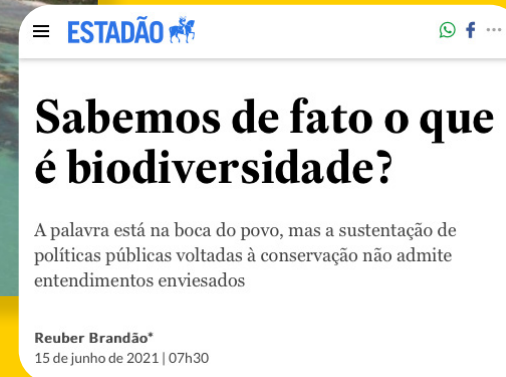 ESTADÃO
Sabemos de fato o que
é biodiversidade?
A palavra está na boca do povo, mas a sustentação de
políticas públicas voltadas à conservação não admite
entendimentos enviesados
Reuber Brandão*
15 de junho de 2021 | 07h30